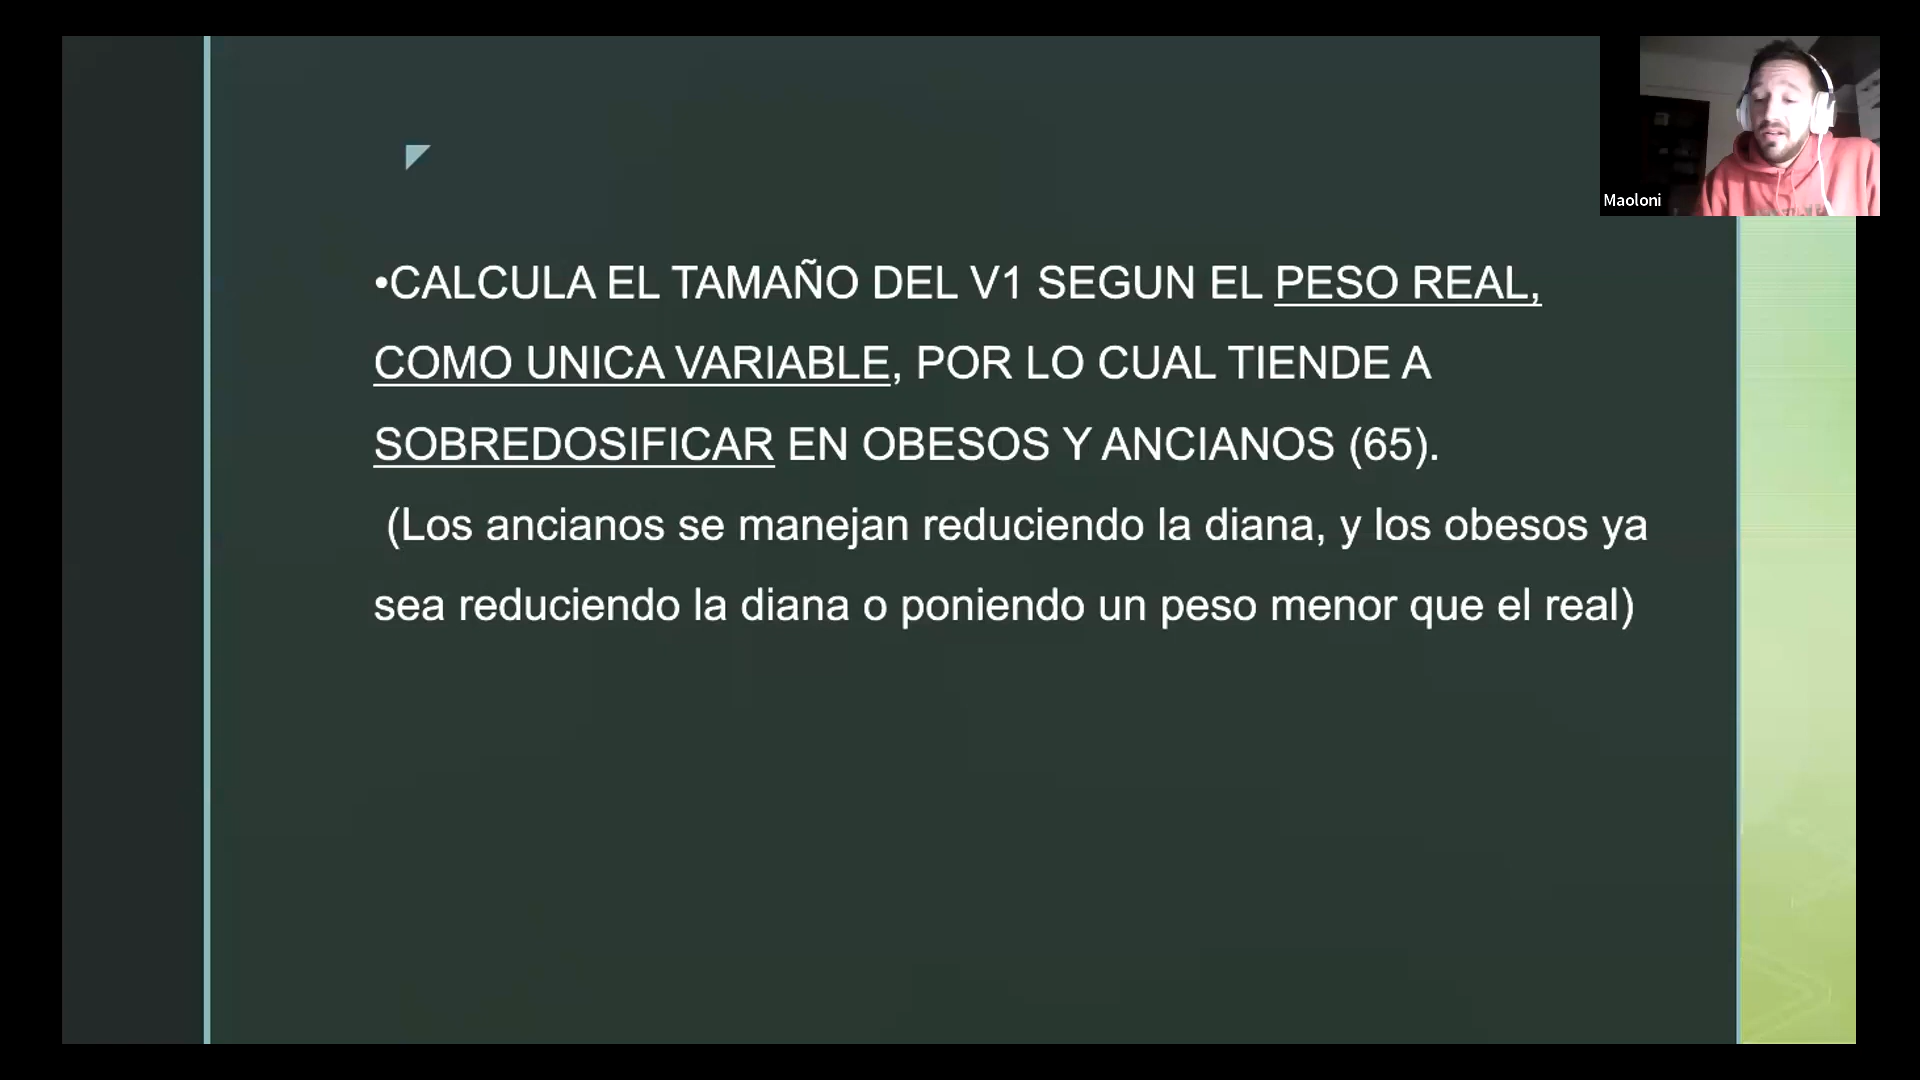 •CALCULA EL TAMAÑO DEL V1 SEGUN EL PESO REAL,
COMO UNICA VARIABLE, POR LO CUAL TIENDE A
SOBREDOSIFICAR EN OBESOS Y ANCIANOS (65).
(Los ancianos se manejan reduciendo la diana, y los obesos ya
sea reduciendo la diana o poniendo un peso menor que el real)
Maoloni